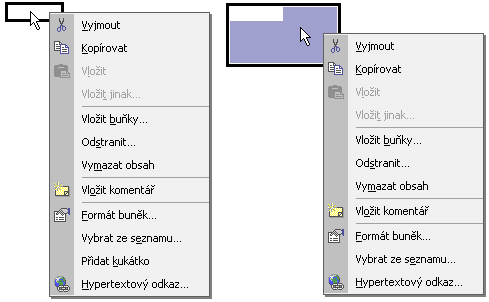 Vyjmout
Kopírovat
Vložit
Vložit jinak...
Vložit buňky...
Odstranit...
Vymazat obsah
Vložit komentář
Formát buněk...
Vybrat ze seznamu...
Přidat kukátko
Hypertextový odkaz...
Vyjmout
Kopírovat
Vložit
Vložit jinak...
Vložit buňky...
Odstranit...
Vymazat obsah
Vložit komentář
Formát buněk...
Vybrat ze seznamu...
Hypertextový odkaz...